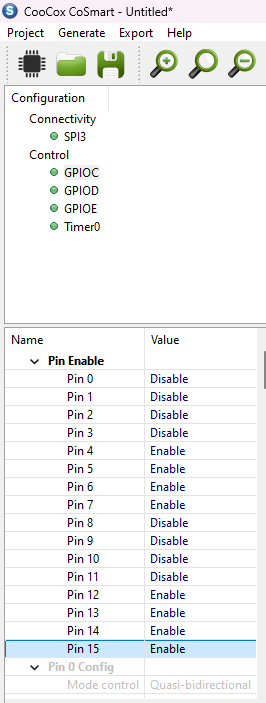 S CooCox CoSmart - Untitled*
Project Generate Export Help
Configuration
Connectivity
SPI3
Control
GPIOC
GPIOD
GPIOE
Timer0
Name Value
Pin Enable
Pin 0 Disable
Pin 1 Disable
Pin 2 Disable
Pin 3 Disable
Pin 4 Enable
Pin 5 Enable
Pin 6 Enable
Pin 7 Enable
Pin 8 Disable
Pin 9 Disable
Pin 10 Disable
Pin 11 Disable
Pin 12 Enable
Pin 13 Enable
Pin 14 Enable
Pin 15 Enable
Pin 0 Config
Mode control Quasi-bidirectional